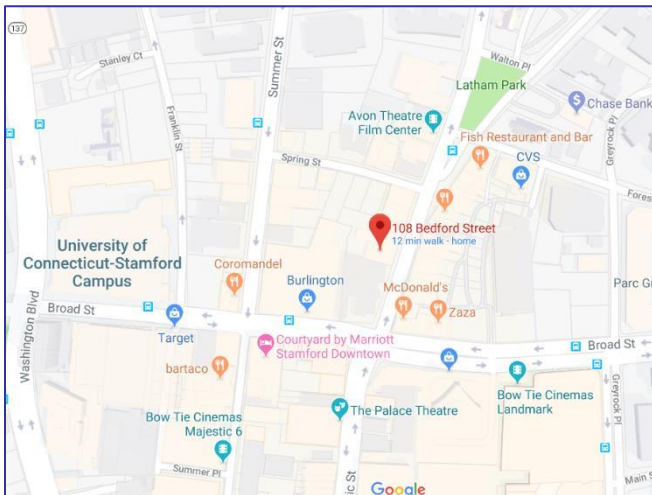 137
Stanley Ct
Summer St
Walton Pl
Latham Park
Chase Bank
Franklin St
Avon Theatre
Film Center
Greyrock Pl
Fish Restaurant and Bar
CVS
Spring St
Fores
108 Bedford Street
12 min walk - home
University of
Connecticut-Stamford
Campus
Coromandel
Burlington
McDonald's
Zaza
Parc Gr
Washington Blvd
Broad St
Target
Courtyard by Marriott
Stamford Downtown
Broad St
bartaco
Bow Tie Cinemas
Landmark
Greyrock Pl
The Palace Theatre
Bow Tie Cinemas
Majestic 6
Summer Pl
ic St
Main S
Google